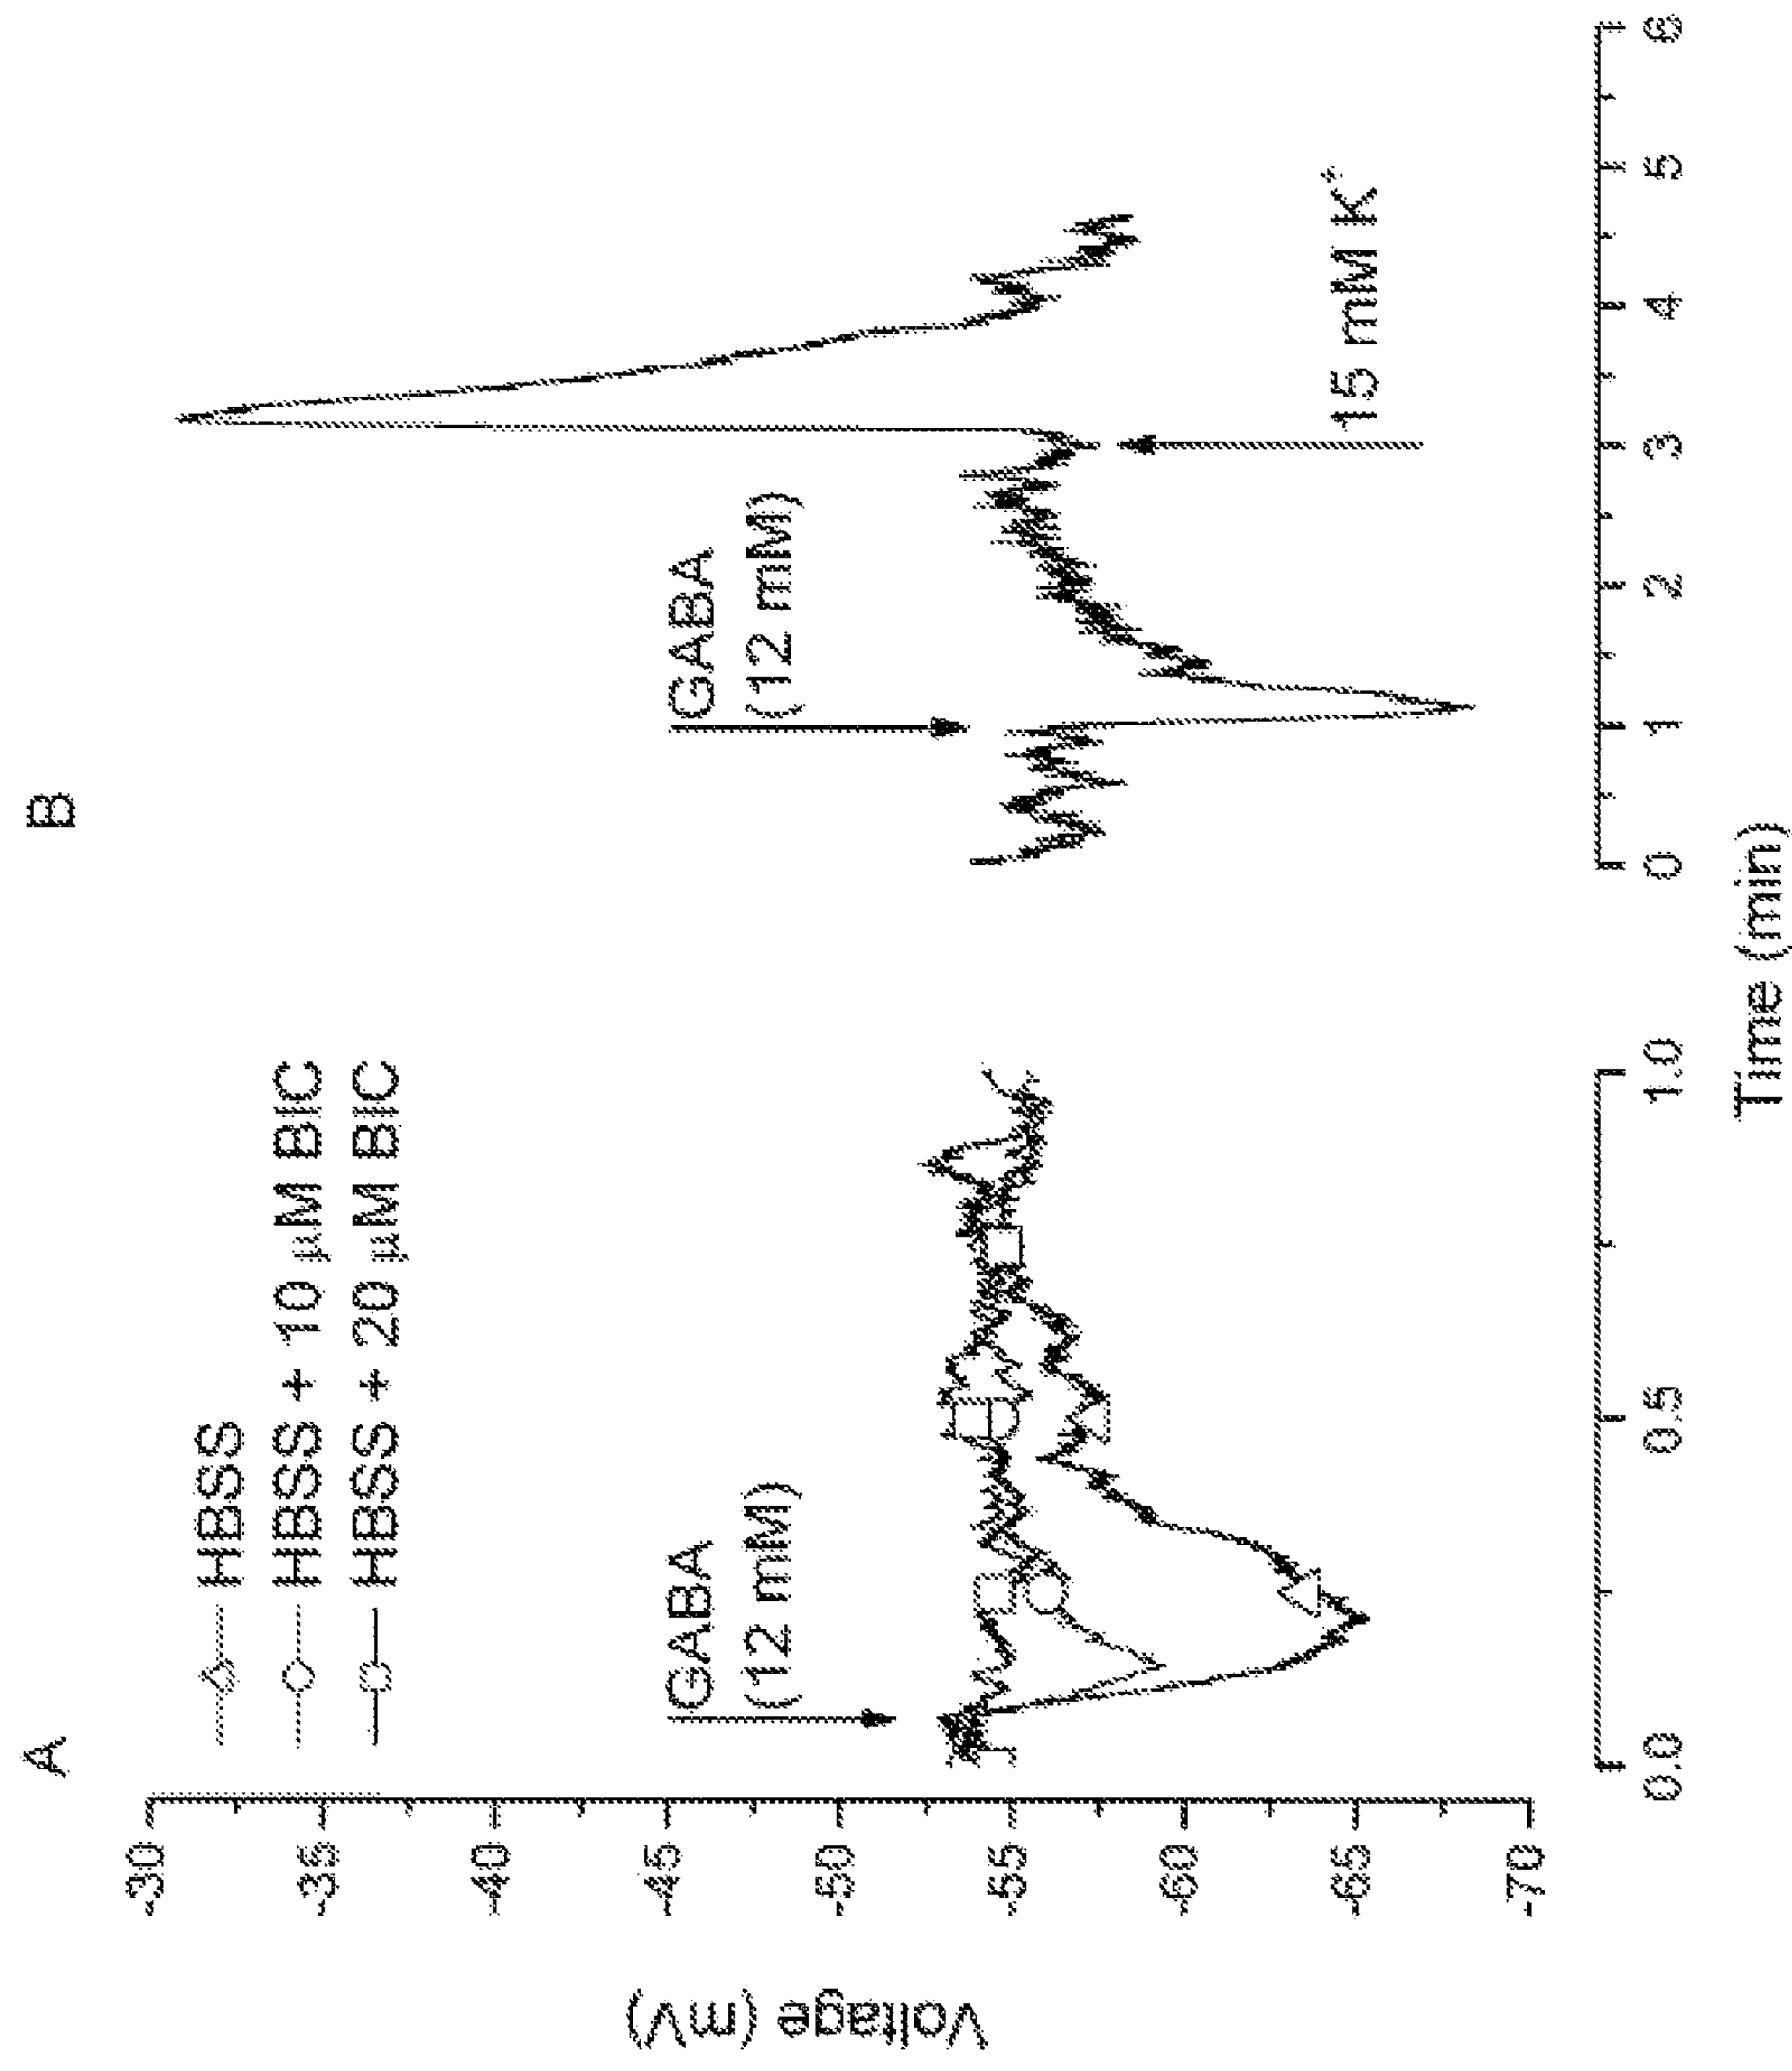 A
B
HBSS
HBSS + 10 µM BIC
HBSS + 20 µM BIC
GABA
(12 mM)
GABA
(12 mM)
15 mM K⁺
Voltage (mV)
-30
-35
-40
-45
-50
-55
-60
-65
-70
0.0
0.5
1.0
0
1
2
3
4
5
6
Time (min)